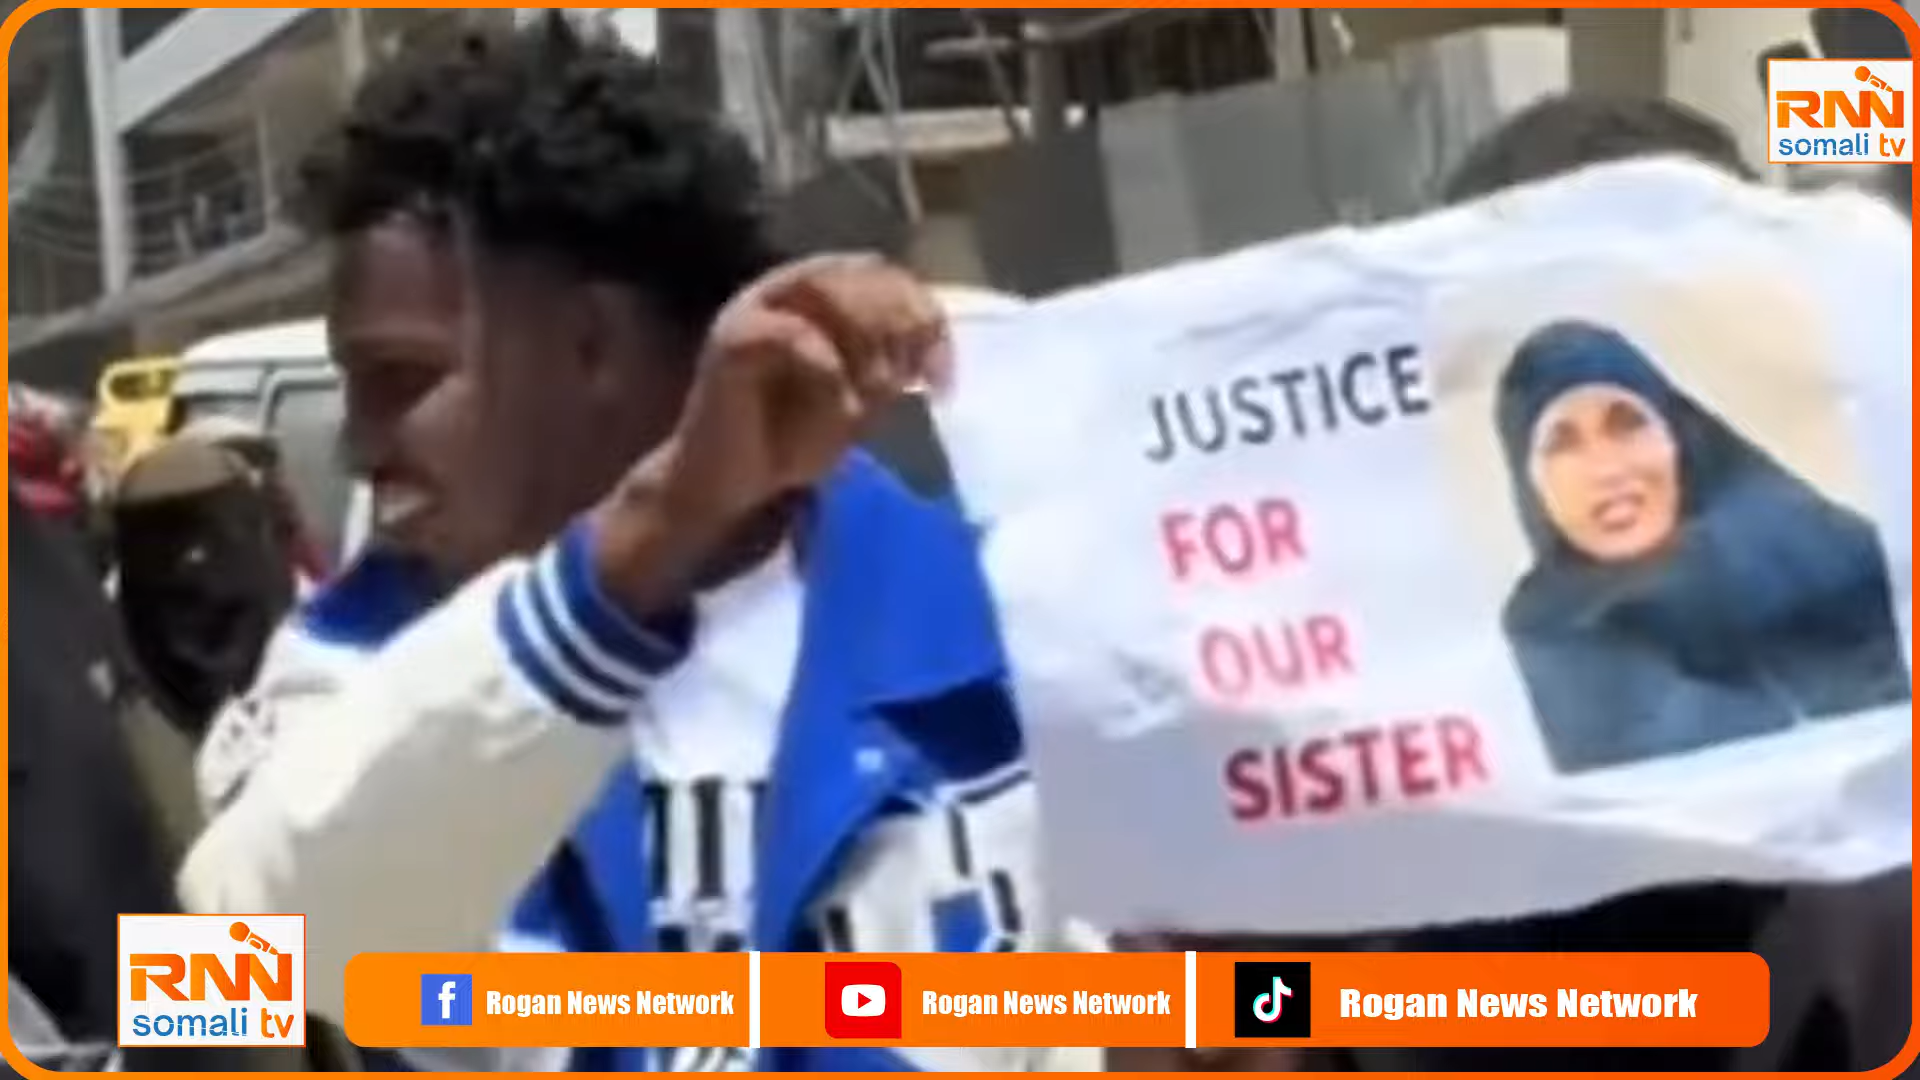 RNN
somali tv
JUSTICE
FOR
OUR
SISTER
RNN
somali tv
Rogan News Network
Rogan News Network
Rogan News Network